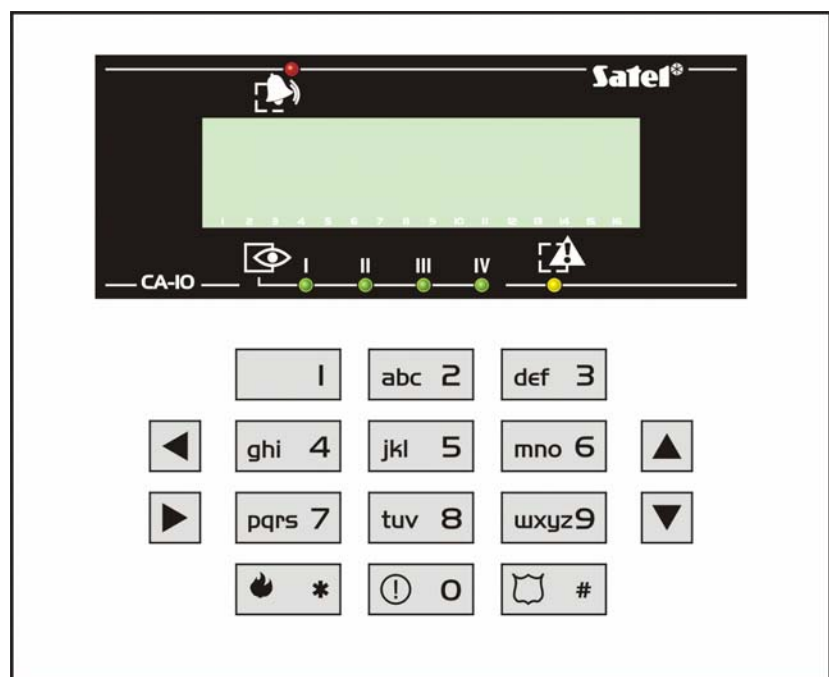 Satel
1 2 3 4 5 6 7 8 9 10 11 12 13 14 15 16
I II III IV
CA-10
1 abc 2 def 3
ghi 4 jkl 5 mno 6
pqrs 7 tuv 8 wxyz 9
* ! 0 #